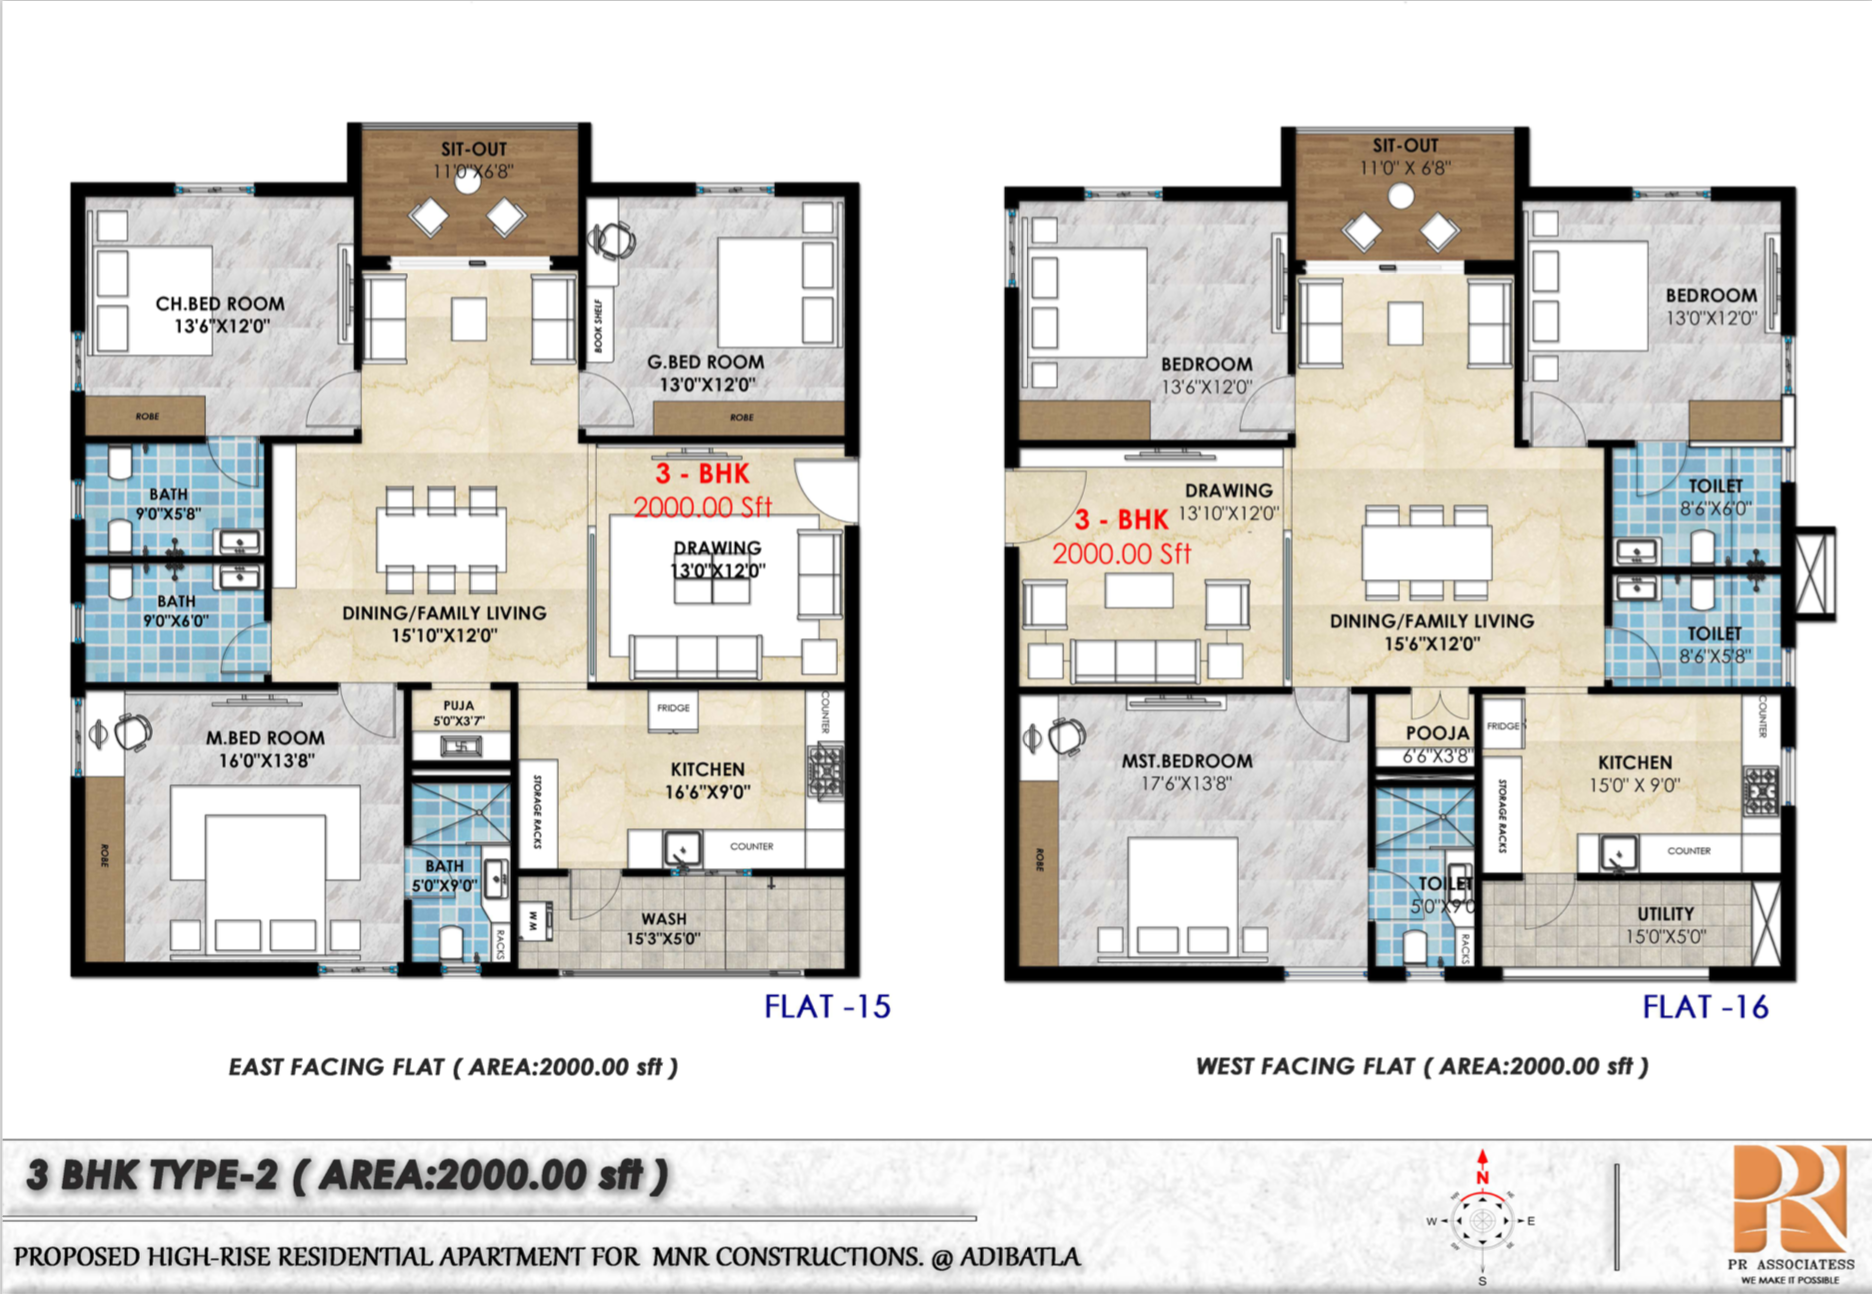 SIT-OUT
11'0"X6'8"
CH.BED ROOM
13'6"X12'0"
BOOK SHELF
G.BED ROOM
13'0"X12'0"
ROBE
ROBE
3 - BHK
2000.00 Sft
BATH
9'0"X5'8"
DRAWING
13'0"X12'0"
BATH
9'0"X6'0"
DINING/FAMILY LIVING
15'10"X12'0"
PUJA
5'0"X3'7"
FRIDGE
COUNTER
M.BED ROOM
16'0"X13'8"
KITCHEN
16'6"X9'0"
STORAGE RACKS
ROBE
COUNTER
BATH
5'0"X9'0"
W M
WASH
15'3"X5'0"
RACKS
FLAT -15
EAST FACING FLAT ( AREA:2000.00 sft )
SIT-OUT
11'0" X 6'8"
BEDROOM
13'0"X12'0"
BEDROOM
13'6"X12'0"
DRAWING
13'10"X12'0"
3 - BHK
2000.00 Sft
TOILET
8'6"X6'0"
DINING/FAMILY LIVING
15'6"X12'0"
TOILET
8'6"X5'8"
MST.BEDROOM
17'6"X13'8"
POOJA
6'6"X3'8"
FRIDGE
COUNTER
KITCHEN
15'0" X 9'0"
STORAGE RACKS
ROBE
COUNTER
TOILET
5'0"X9'0
UTILITY
15'0"X5'0"
RACKS
FLAT -16
WEST FACING FLAT ( AREA:2000.00 sft )
3 BHK TYPE-2 ( AREA:2000.00 sft )
PROPOSED HIGH-RISE RESIDENTIAL APARTMENT FOR MNR CONSTRUCTIONS. @ ADIBATLA
N
W
E
S
PR ASSOCIATESS
WE MAKE IT POSSIBLE